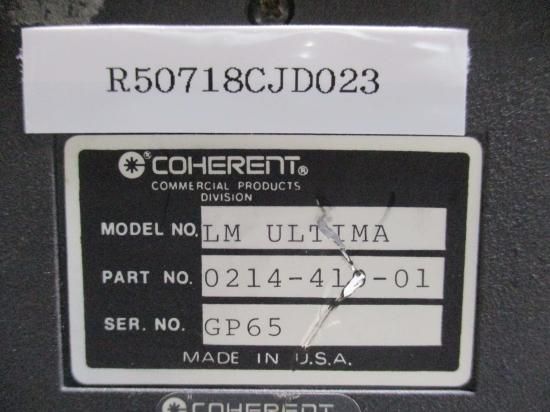 R50718CJD023
COHERENT®
COMMERCIAL PRODUCTS
DIVISION
MODEL NO. LM ULTIMA
PART NO.
SER. NO. GP65
MADE IN U.S.A.
COHERENT